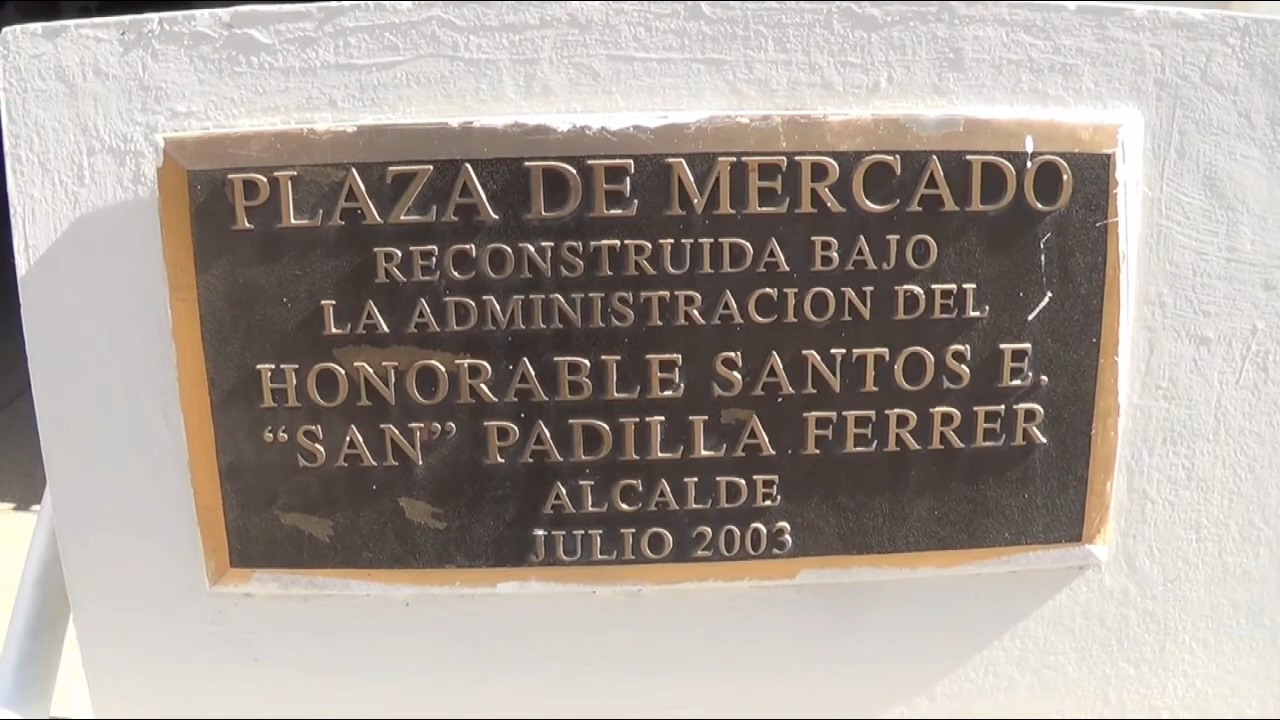 PLAZA DE MERCADO
RECONSTRUIDA BAJO
LA ADMINISTRACION DEL
HONORABLE SANTOS E.
“SAN” PADILLA FERRER
ALCALDE
JULIO 2003